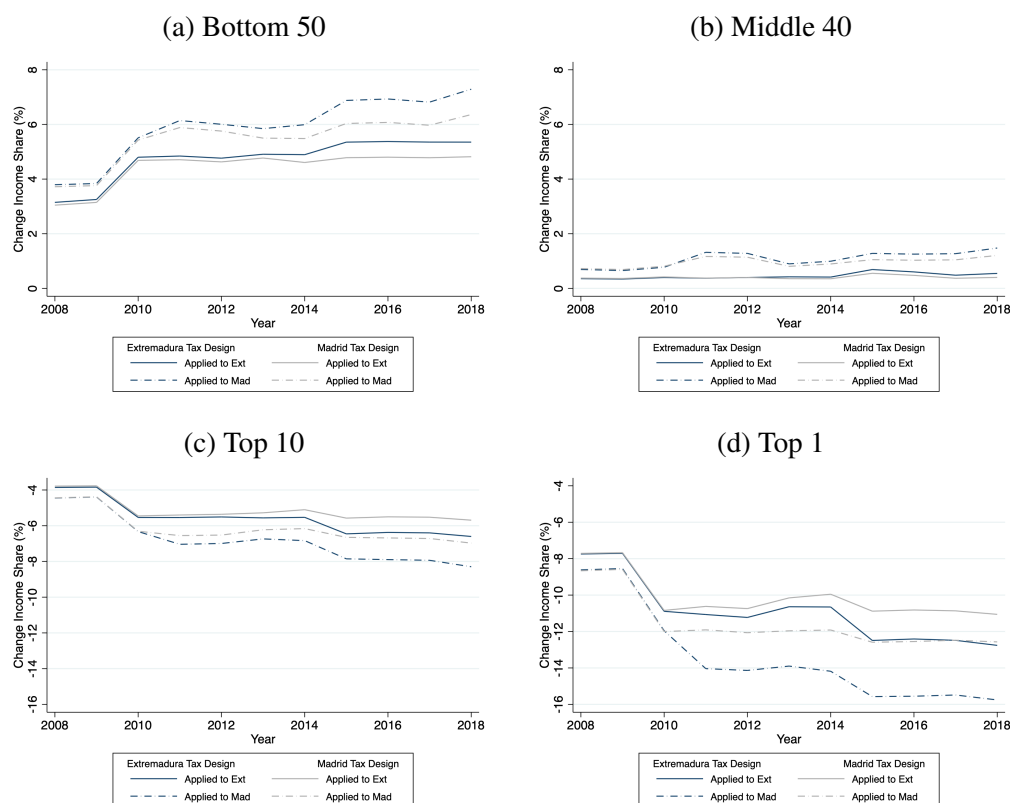 (a) Bottom 50
Change Income Share (%)
8
6
4
2
0
2008 2010 2012 2014 2016 2018
Year
Extremadura Tax Design Madrid Tax Design
Applied to Ext Applied to Ext
Applied to Mad Applied to Mad
(b) Middle 40
Change Income Share (%)
8
6
4
2
0
2008 2010 2012 2014 2016 2018
Year
Extremadura Tax Design Madrid Tax Design
Applied to Ext Applied to Ext
Applied to Mad Applied to Mad
(c) Top 10
Change Income Share (%)
-4
-6
-8
-10
-12
-14
-16
2008 2010 2012 2014 2016 2018
Year
Extremadura Tax Design Madrid Tax Design
Applied to Ext Applied to Ext
Applied to Mad Applied to Mad
(d) Top 1
Change Income Share (%)
-4
-6
-8
-10
-12
-14
-16
2008 2010 2012 2014 2016 2018
Year
Extremadura Tax Design Madrid Tax Design
Applied to Ext Applied to Ext
Applied to Mad Applied to Mad